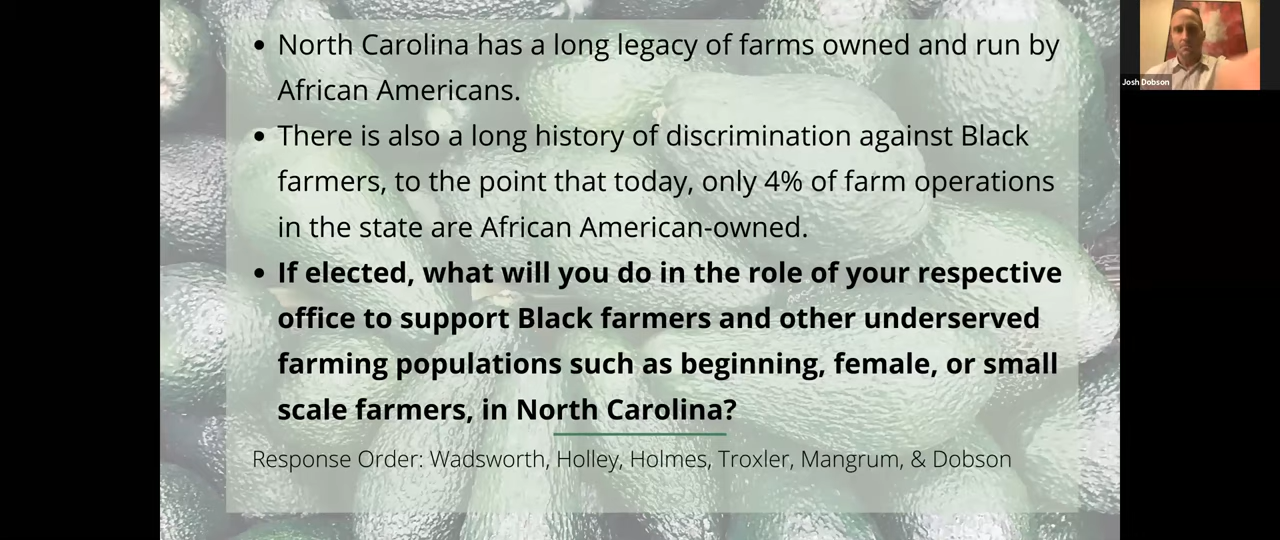 • North Carolina has a long legacy of farms owned and run by
African Americans.
• There is also a long history of discrimination against Black
farmers, to the point that today, only 4% of farm operations
in the state are African American-owned.
• If elected, what will you do in the role of your respective
office to support Black farmers and other underserved
farming populations such as beginning, female, or small
scale farmers, in North Carolina?
Response Order: Wadsworth, Holley, Holmes, Troxler, Mangrum, & Dobson
Josh Dobson